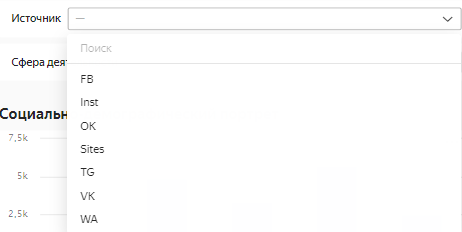 Источник —
Поиск
Сфера дея
FB
Inst
Социальн
OK
7,5k
Sites
5k
TG
VK
2,5k
WA